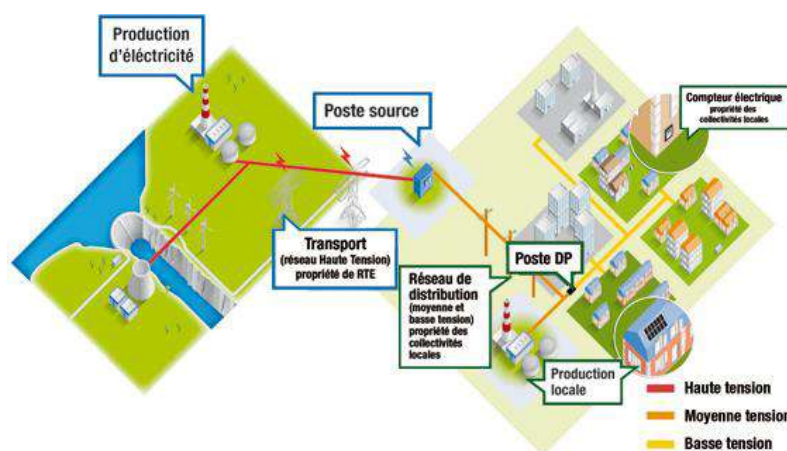 Production
d'éléctricité
Poste source
Compteur électrique
propriété des
collectivités locales
Transport
(réseau Haute Tension)
propriété de RTE
Poste DP
Réseau de
distribution
(moyenne et
basse tension)
propriété des
collectivités
locales
Production
locale
Haute tension
Moyenne tension
Basse tension